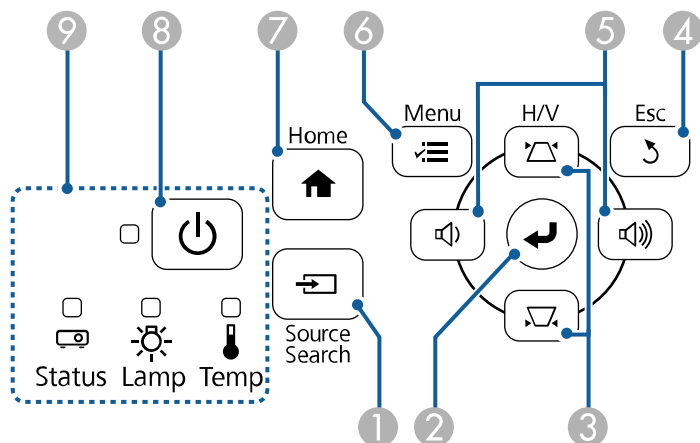 9 8 7 6 5 4
Menu H/V Esc
Home
Source
Search
Status Lamp Temp
1 2 3